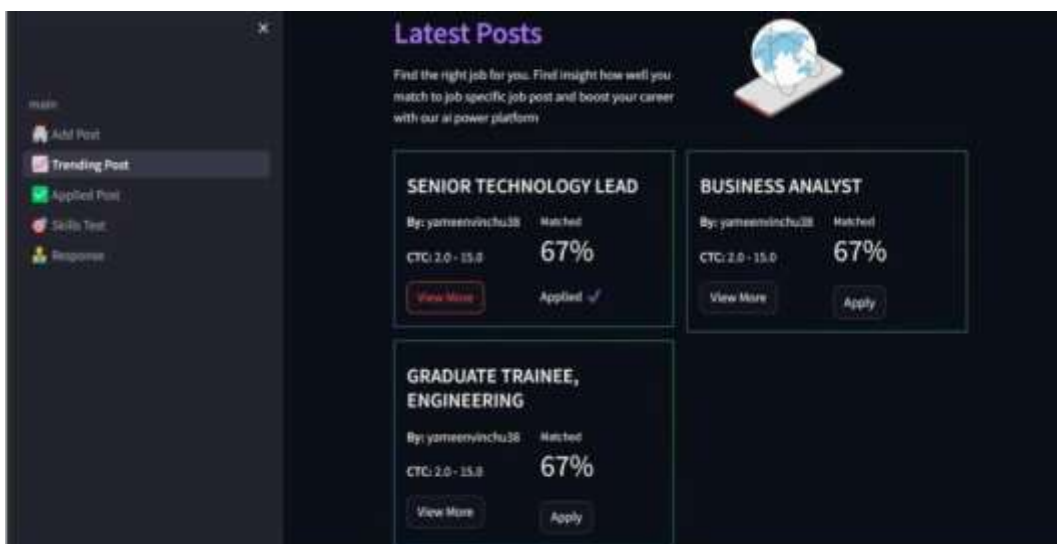 ×
main
Add Post
Trending Post
Applied Post
Skills Test
Response
Latest Posts
Find the right job for you. Find insight how well you
match to job specific job post and boost your career
with our ai power platform
SENIOR TECHNOLOGY LEAD
By: yameenvinchu38
Matched
CTC: 2.0 - 15.0
67%
View More
Applied ✓
BUSINESS ANALYST
By: yameenvinchu38
Matched
CTC: 2.0 - 15.0
67%
View More
Apply
GRADUATE TRAINEE,
ENGINEERING
By: yameenvinchu38
Matched
CTC: 2.0 - 15.0
67%
View More
Apply